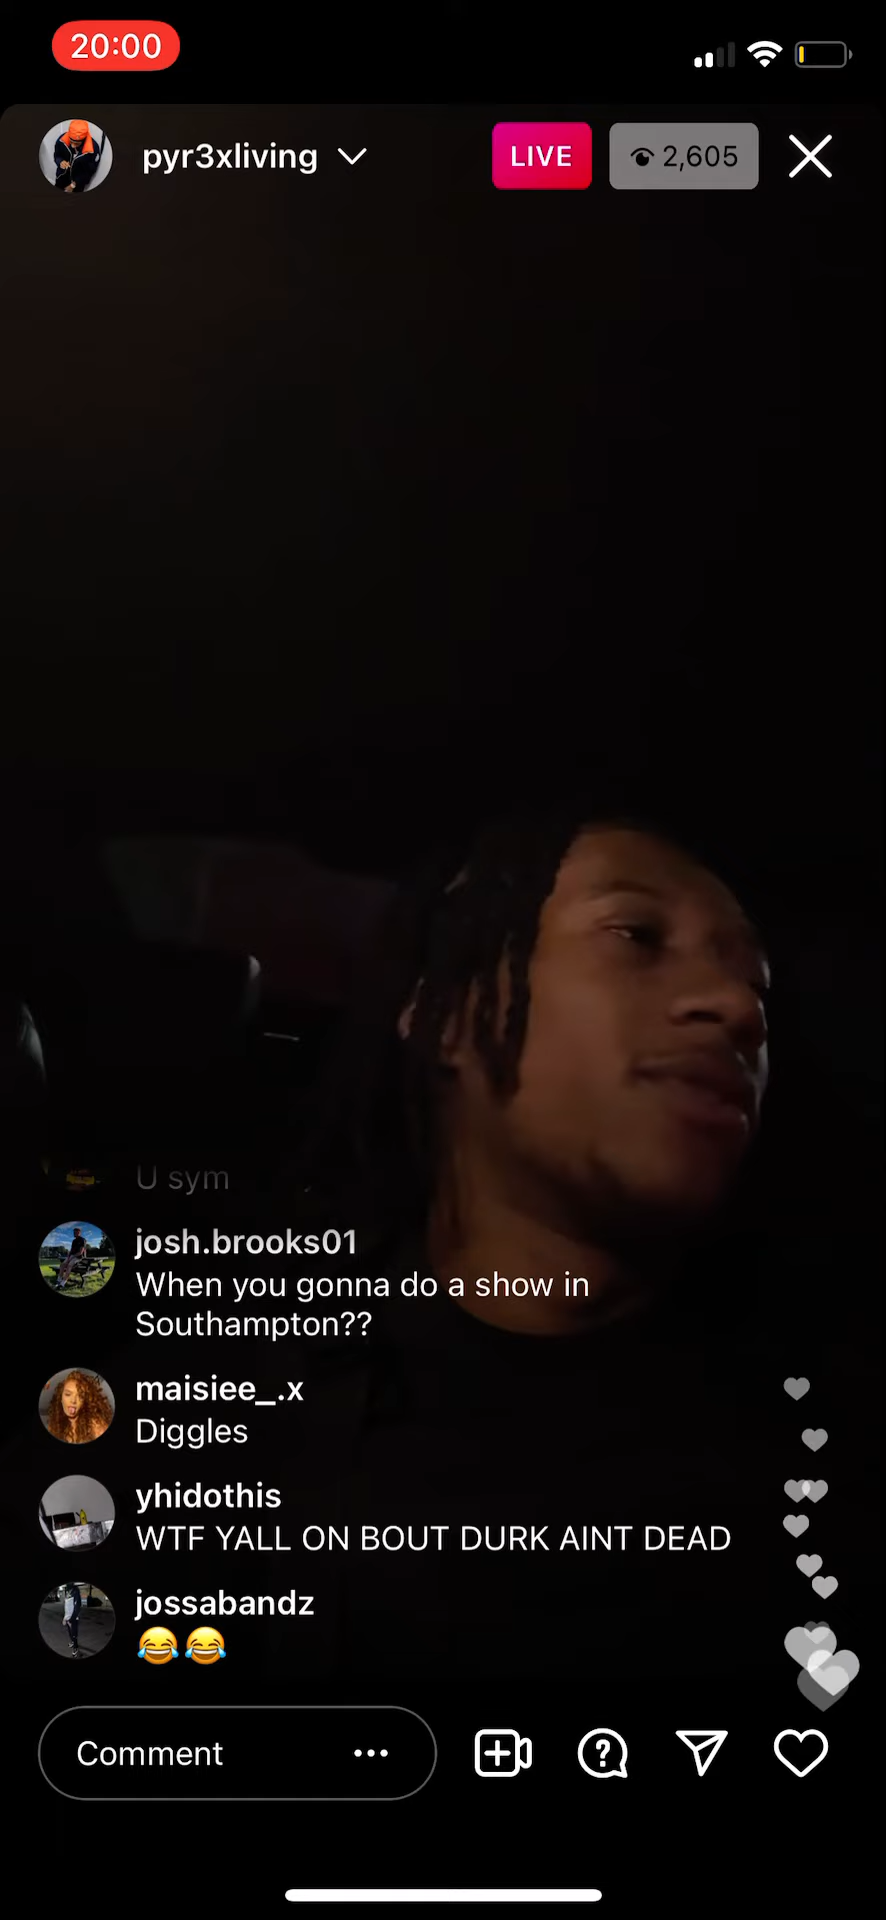 20:00
pyr3xliving
LIVE
2,605
U sym
josh.brooks01
When you gonna do a show in
Southampton??
maisiee_.x
Diggles
yhidothis
WTF YALL ON BOUT DURK AINT DEAD
jossabandz
😂😂
Comment